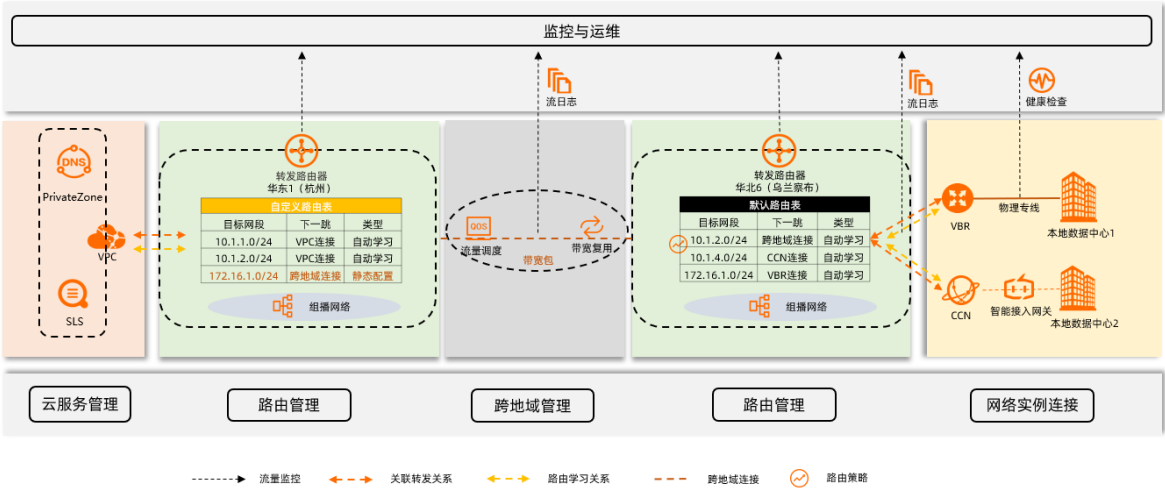 监控与运维
流日志
流日志
健康检查
DNS
PrivateZone
VPC
SLS
转发路由器
华东1（杭州）
自定义路由表
目标网段 下一跳 类型
10.1.1.0/24 VPC连接 自动学习
10.1.2.0/24 VPC连接 自动学习
172.16.1.0/24 跨地域连接 静态配置
组播网络
QOS
流量调度
带宽复用
带宽包
转发路由器
华北6（乌兰察布）
默认路由表
目标网段 下一跳 类型
10.1.2.0/24 跨地域连接 自动学习
10.1.4.0/24 CCN连接 自动学习
172.16.1.0/24 VBR连接 自动学习
组播网络
VBR
物理专线
本地数据中心1
CCN
智能接入网关
本地数据中心2
云服务管理
路由管理
跨地域管理
路由管理
网络实例连接
流量监控
关联转发关系
路由学习关系
跨地域连接
路由策略